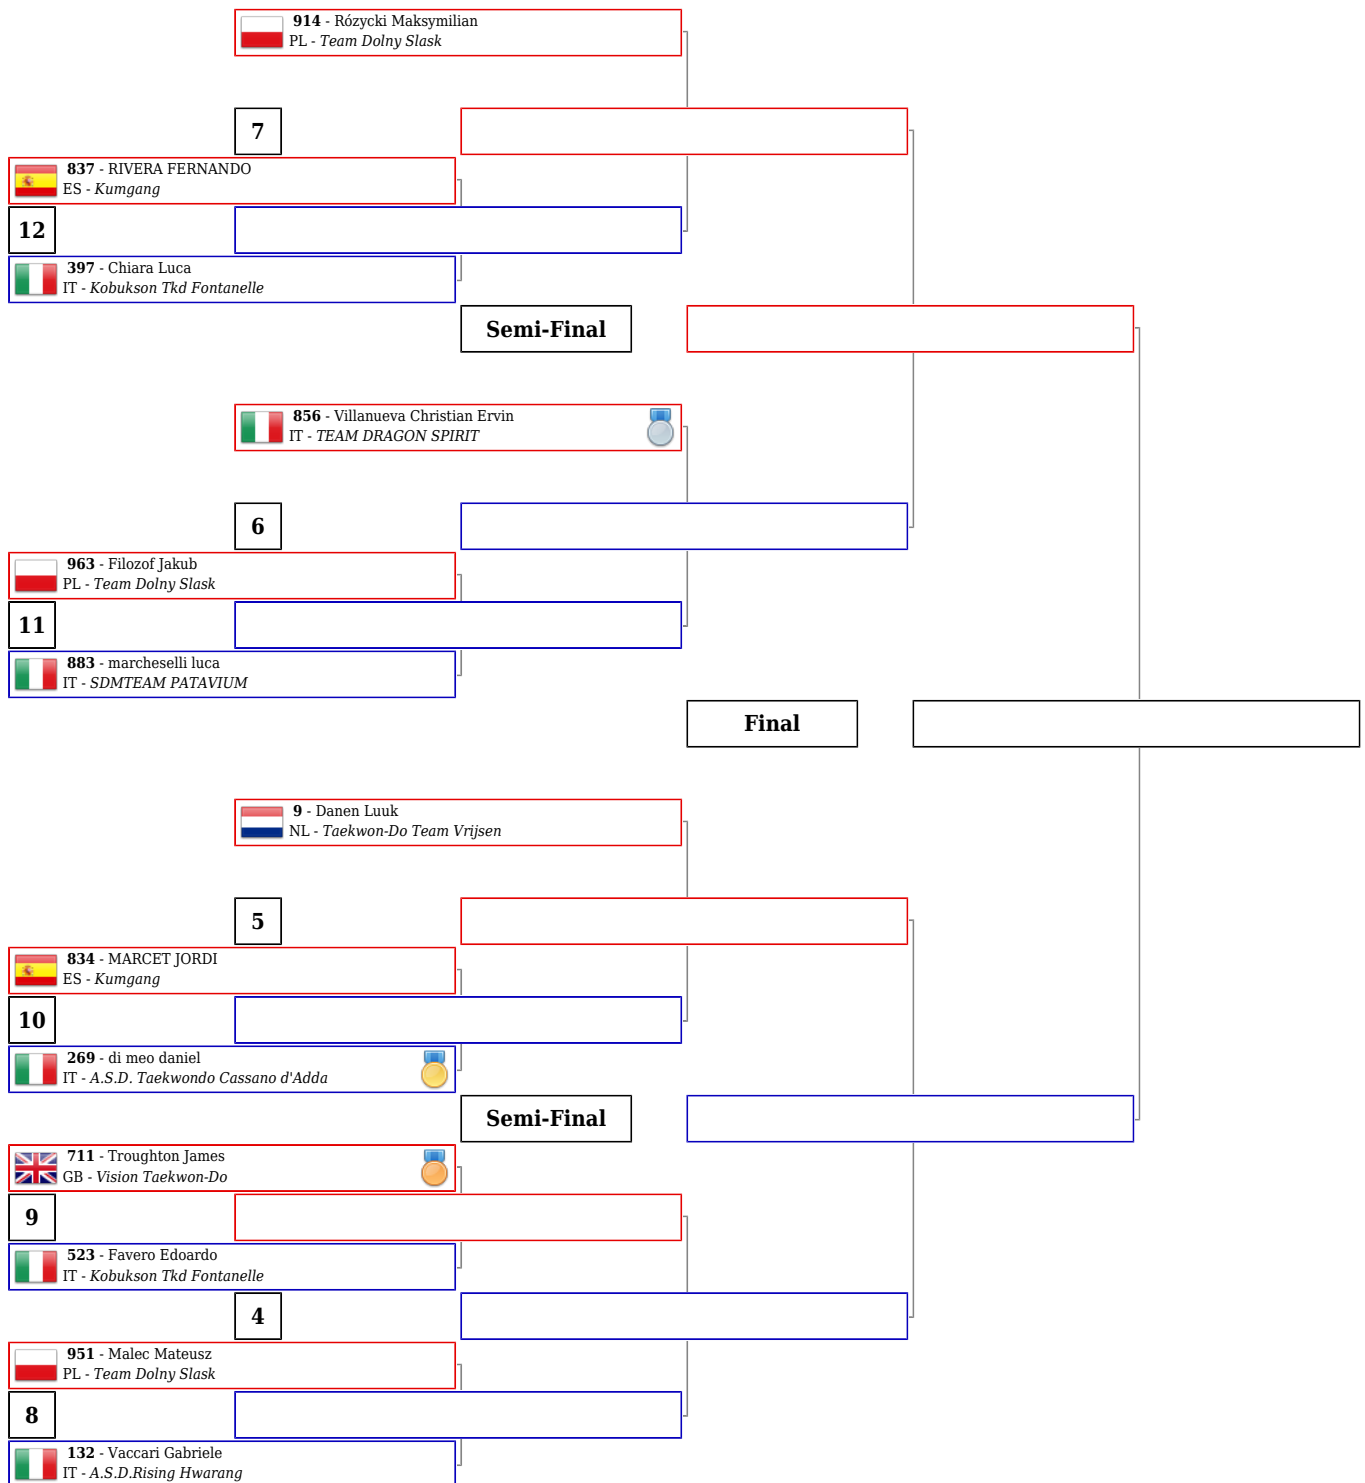 914 - Rózycki Maksymilian
PL - Team Dolny Slask
7
837 - RIVERA FERNANDO
ES - Kumgang
12
397 - Chiara Luca
IT - Kobukson Tkd Fontanelle
Semi-Final
856 - Villanueva Christian Ervin
IT - TEAM DRAGON SPIRIT
6
963 - Filozof Jakub
PL - Team Dolny Slask
11
883 - marcheselli luca
IT - SDMTEAM PATAVIUM
Final
9 - Danen Luuk
NL - Taekwon-Do Team Vrijsen
5
834 - MARCET JORDI
ES - Kumgang
10
269 - di meo daniel
IT - A.S.D. Taekwondo Cassano d'Adda
Semi-Final
711 - Troughton James
GB - Vision Taekwon-Do
9
523 - Favero Edoardo
IT - Kobukson Tkd Fontanelle
4
951 - Malec Mateusz
PL - Team Dolny Slask
8
132 - Vaccari Gabriele
IT - A.S.D.Rising Hwarang